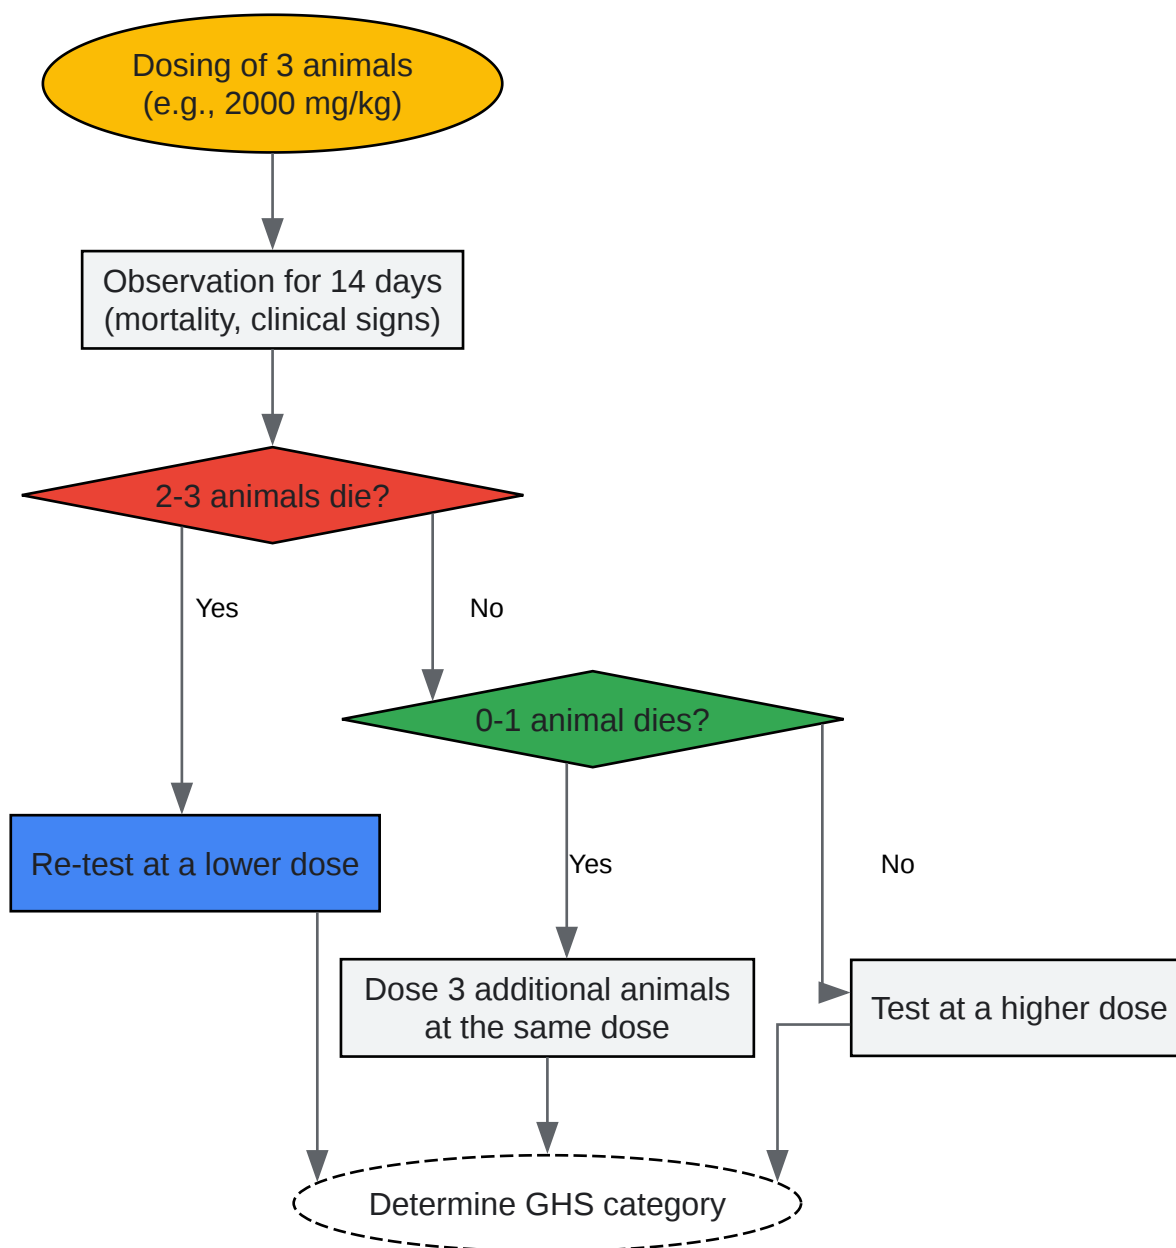 Dosing of 3 animals
(e.g., 2000 mg/kg)
Observation for 14 days
(mortality, clinical signs)
2-3 animals die?
Yes
No
0-1 animal dies?
Re-test at a lower dose
Yes
No
Dose 3 additional animals
at the same dose
Test at a higher dose
Determine GHS category